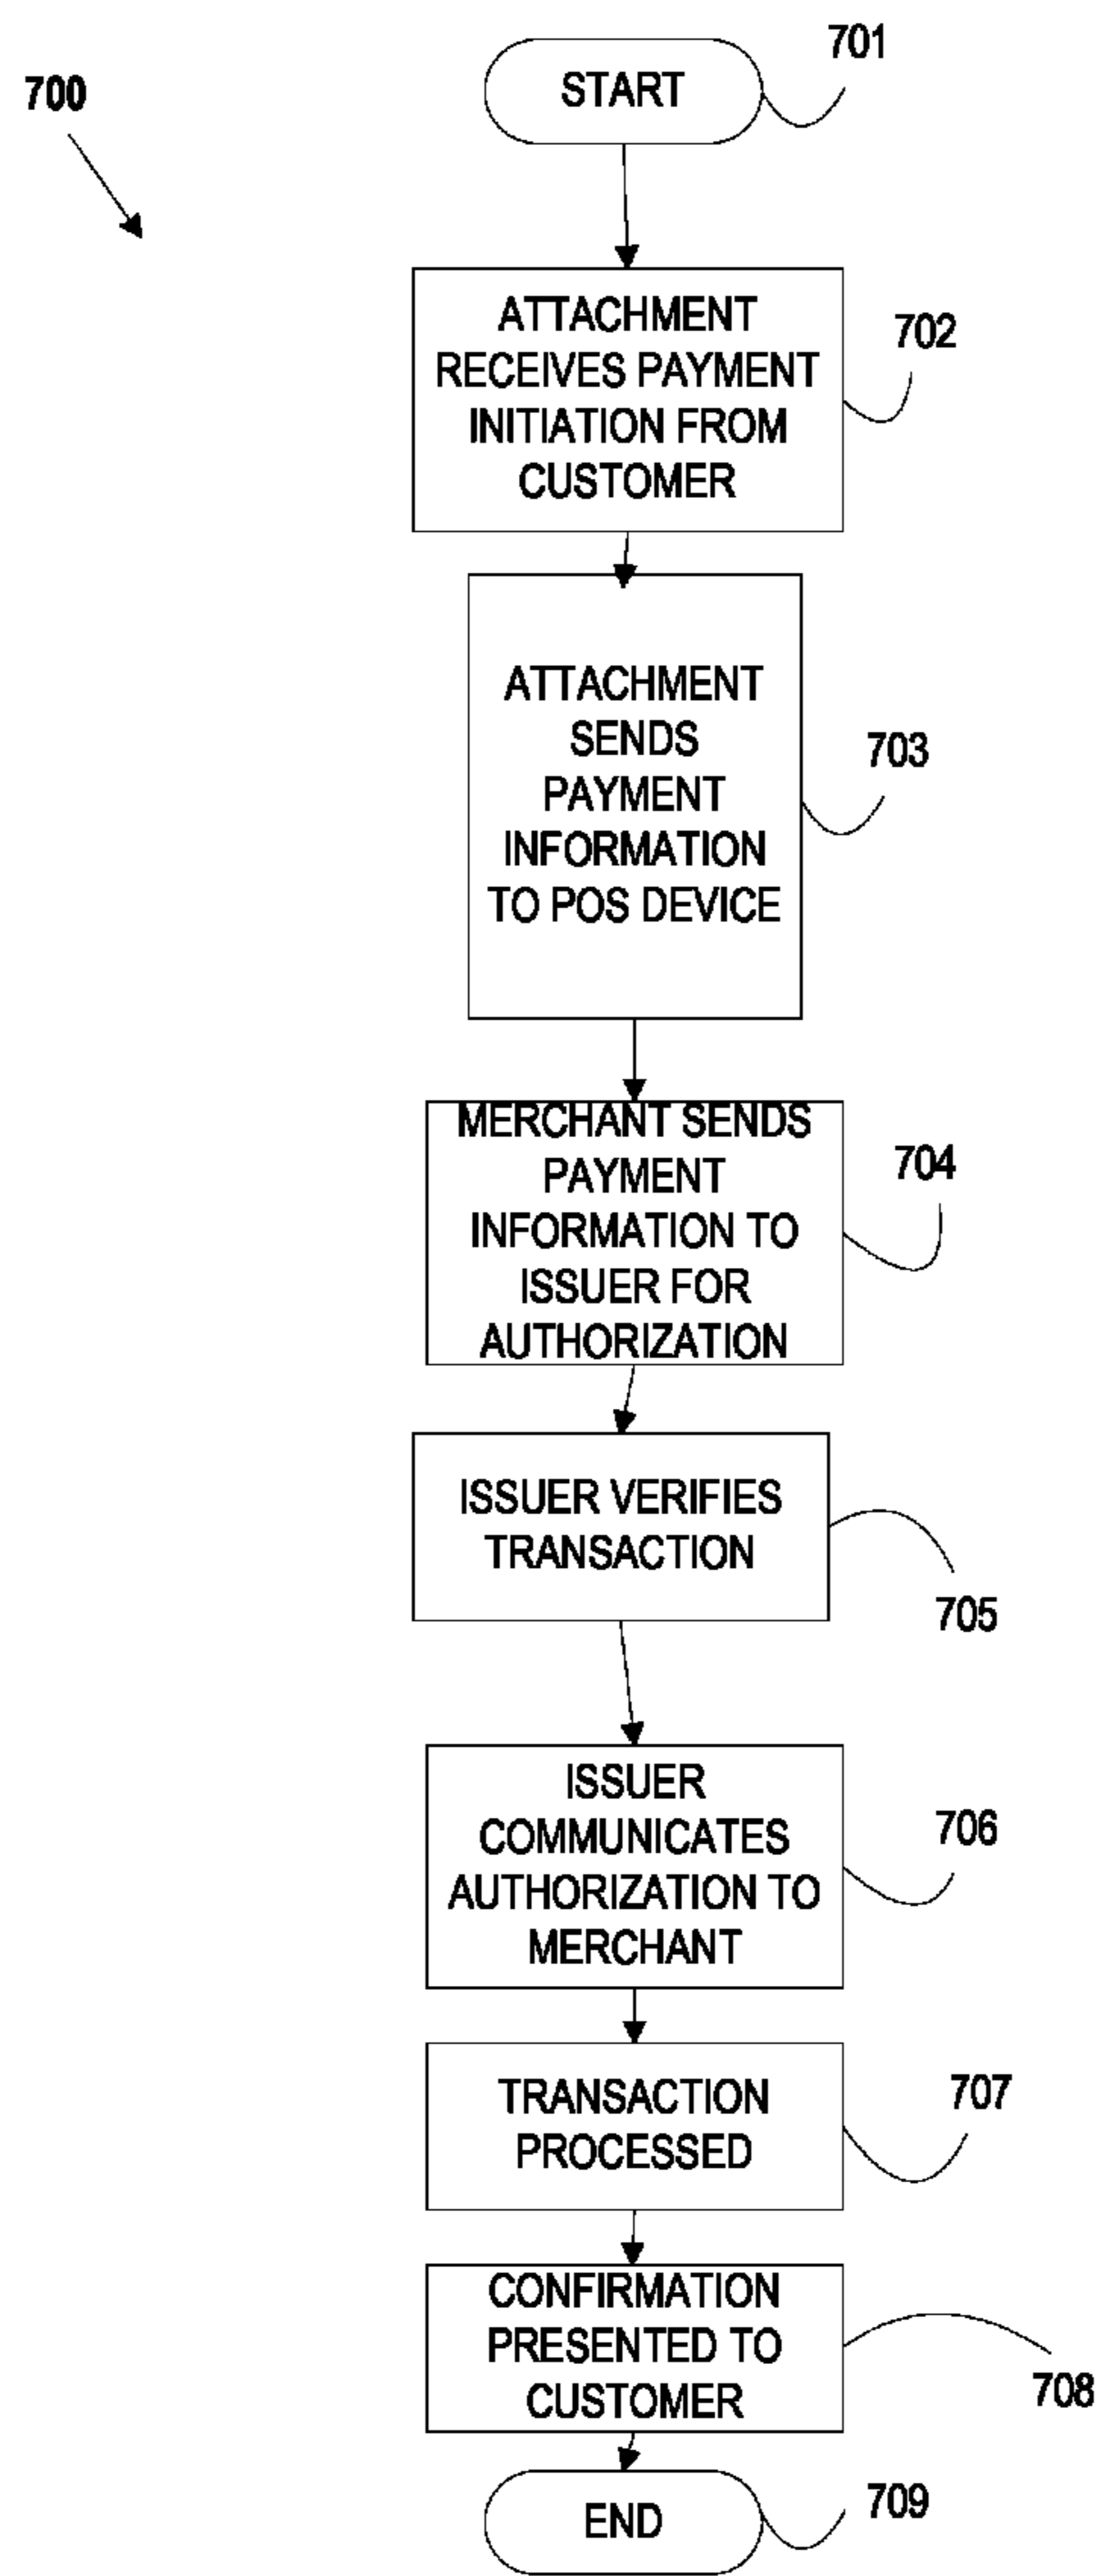 701
START
700
ATTACHMENT
RECEIVES PAYMENT
INITIATION FROM
CUSTOMER
702
ATTACHMENT
SENDS
PAYMENT
INFORMATION
TO POS DEVICE
703
MERCHANT SENDS
PAYMENT
INFORMATION TO
ISSUER FOR
AUTHORIZATION
704
ISSUER VERIFIES
TRANSACTION
705
ISSUER
COMMUNICATES
AUTHORIZATION TO
MERCHANT
706
TRANSACTION
PROCESSED
707
CONFIRMATION
PRESENTED TO
CUSTOMER
708
END
709